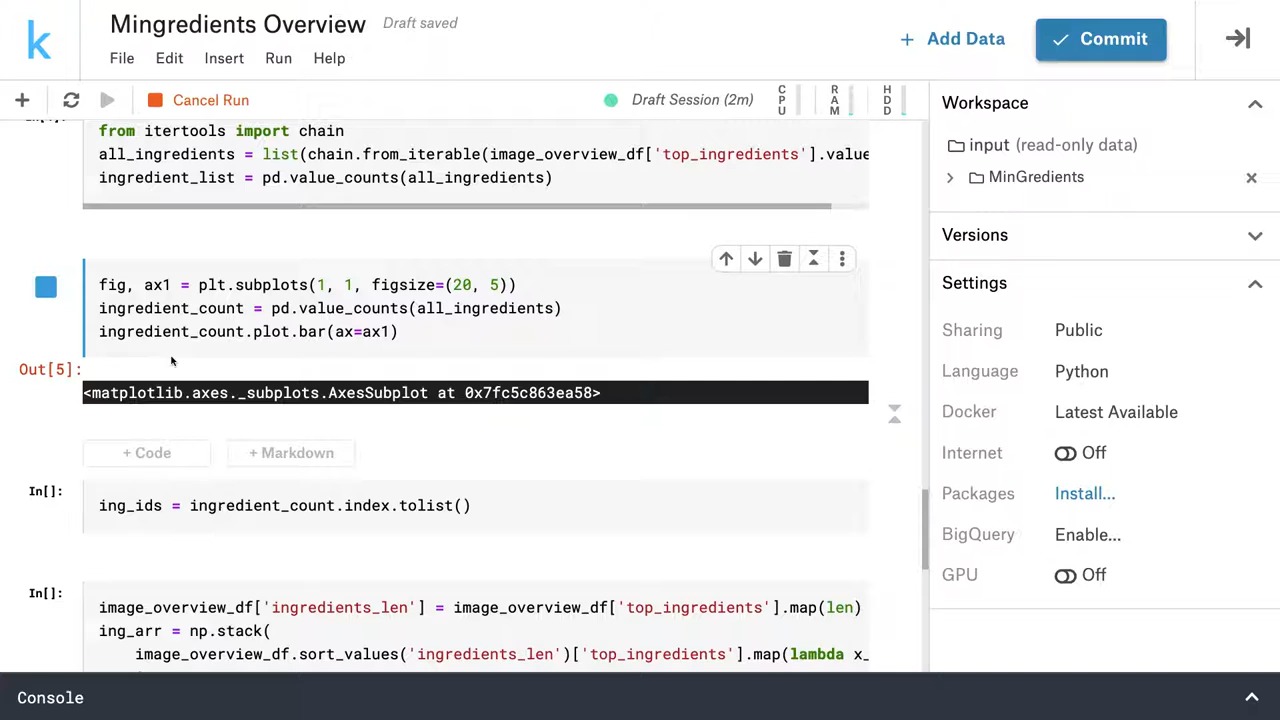 k
Mingredients Overview
Draft saved
File Edit Insert Run Help
+ Add Data
Commit
Cancel Run
Draft Session (2m)
CPU
RAM
HDD
from itertools import chain
all_ingredients = list(chain.from_iterable(image_overview_df['top_ingredients'].value
ingredient_list = pd.value_counts(all_ingredients)
fig, ax1 = plt.subplots(1, 1, figsize=(20, 5))
ingredient_count = pd.value_counts(all_ingredients)
ingredient_count.plot.bar(ax=ax1)
Out[5]:
<matplotlib.axes._subplots.AxesSubplot at 0x7fc5c863ea58>
+ Code + Markdown
In[]:
ing_ids = ingredient_count.index.tolist()
In[]:
image_overview_df['ingredients_len'] = image_overview_df['top_ingredients'].map(len)
ing_arr = np.stack(
image_overview_df.sort_values('ingredients_len')['top_ingredients'].map(lambda x_
Workspace
input (read-only data)
MinGredients
Versions
Settings
Sharing Public
Language Python
Docker Latest Available
Internet Off
Packages Install...
BigQuery Enable...
GPU Off
Console